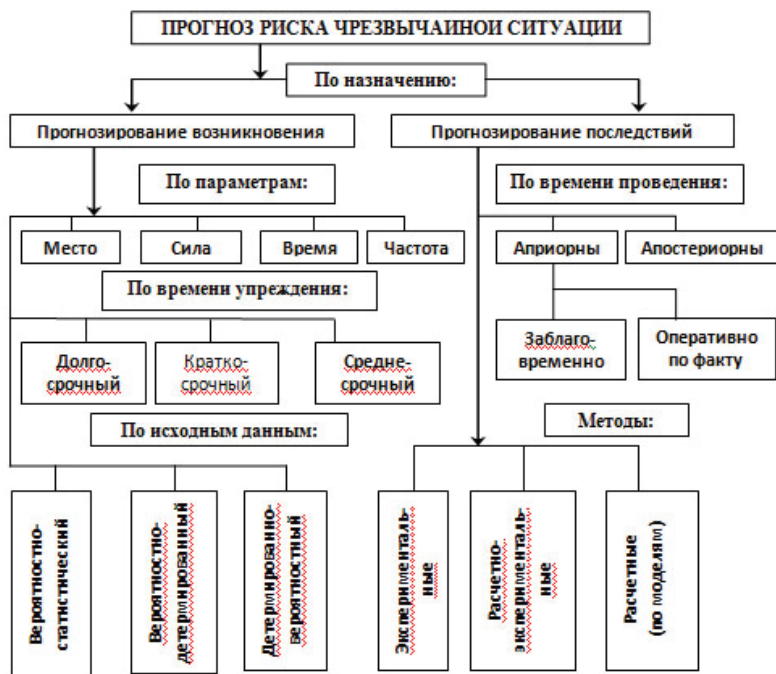 ПРОГНОЗ РИСКА ЧРЕЗВЫЧАИНОИ СИТУАЦИИ
По назначению:
Прогнозирование возникновения
Прогнозирование последствий
По параметрам:
По времени проведения:
Место
Сила
Время
Частота
Априорны
Апостериорны
По времени упреждения:
Заблаго-
временно
Оперативно
по факту
Долго-
срочный
Кратко-
срочный
Средне-
срочный
По исходным данным:
Методы:
Вероятностно-
статистический
Вероятностно-
детермированный
Детермированно-
вероятностный
Эксперименталь-
ные
Расчетно-
эксперименталь-
ные
Расчетные
(по моделям)